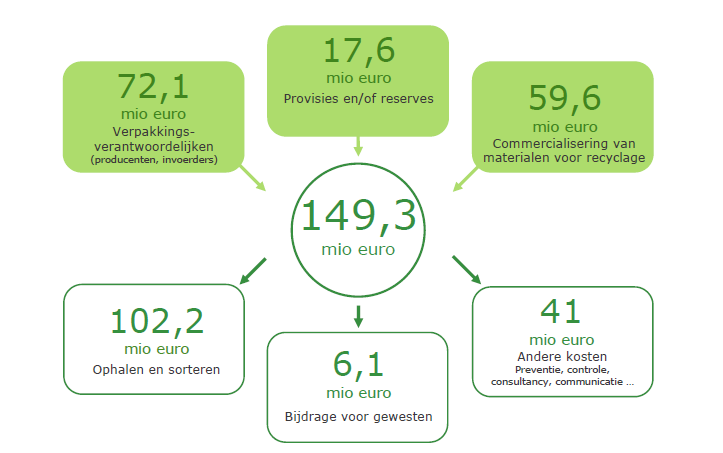 72,1
mio euro
Verpakkings-
verantwoordelijken
(producenten, invoerders)
17,6
mio euro
Provisies en/of reserves
59,6
mio euro
Commercialisering van
materialen voor recyclage
149,3
mio euro
102,2
mio euro
Ophalen en sorteren
6,1
mio euro
Bijdrage voor gewesten
41
mio euro
Andere kosten
Preventie, controle,
consultancy, communicatie ...